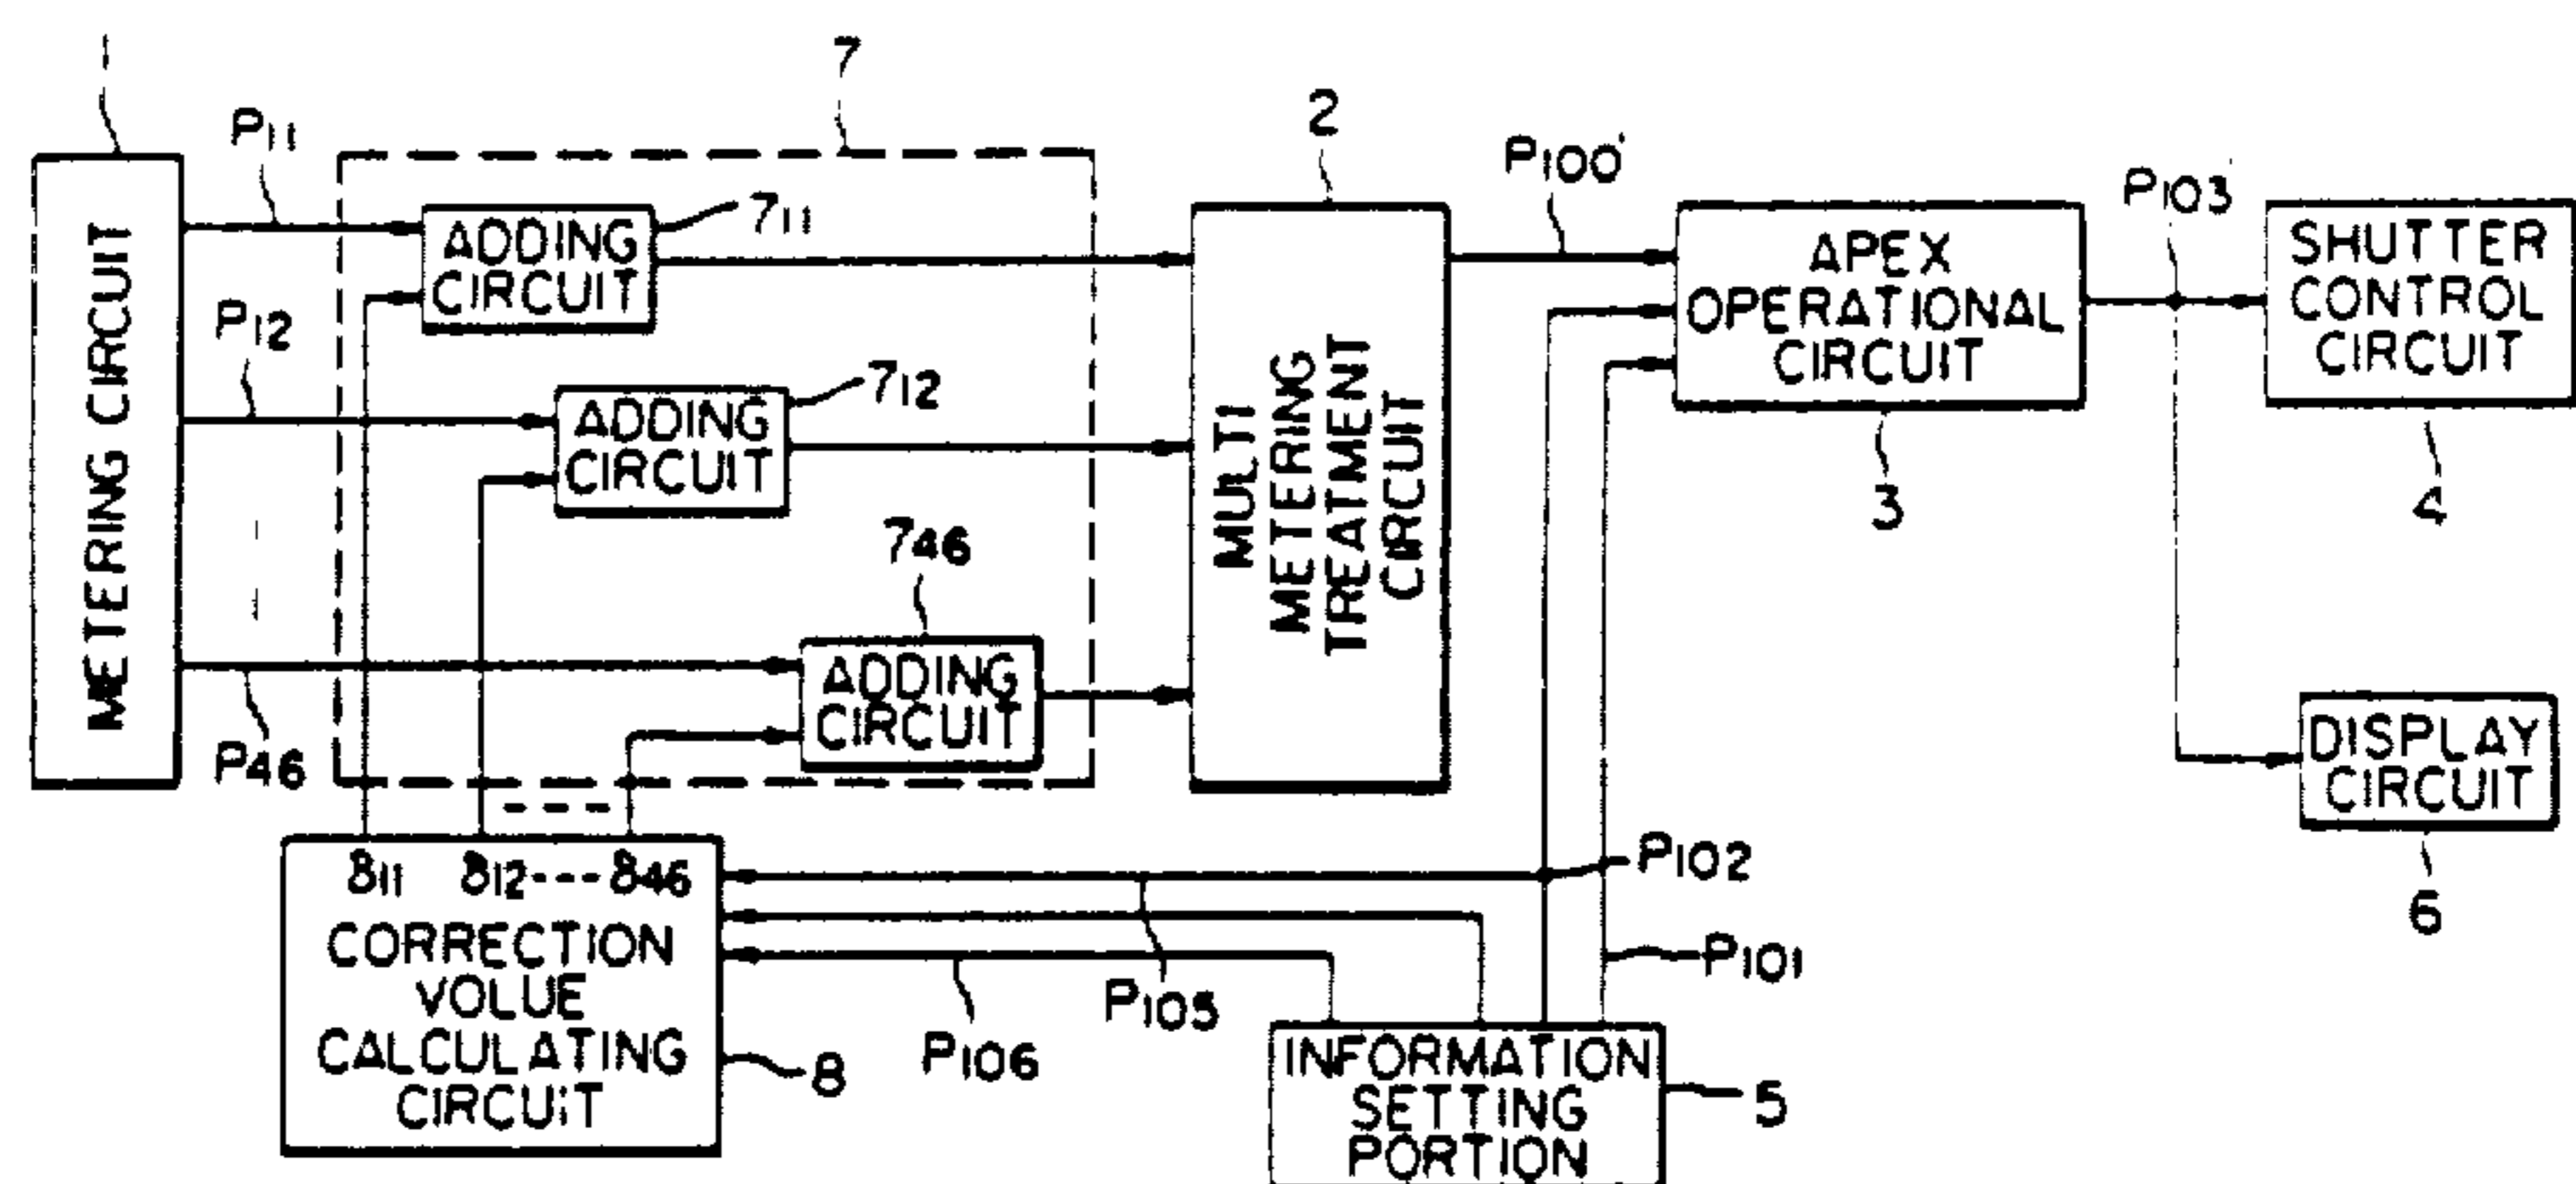 1
7
P11
2
P100'
P103'
METERING CIRCUIT
ADDING
CIRCUIT
711
P12
ADDING
CIRCUIT
712
746
ADDING
CIRCUIT
P46
MULTI
METERING
TREATMENT
CIRCUIT
APEX
OPERATIONAL
CIRCUIT
3
SHUTTER
CONTROL
CIRCUIT
4
DISPLAY
CIRCUIT
6
811 812---846
CORRECTION
VOLUE
CALCULATING
CIRCUIT
8
P102
P101
P105
P106
INFORMATION
SETTING
PORTION
5